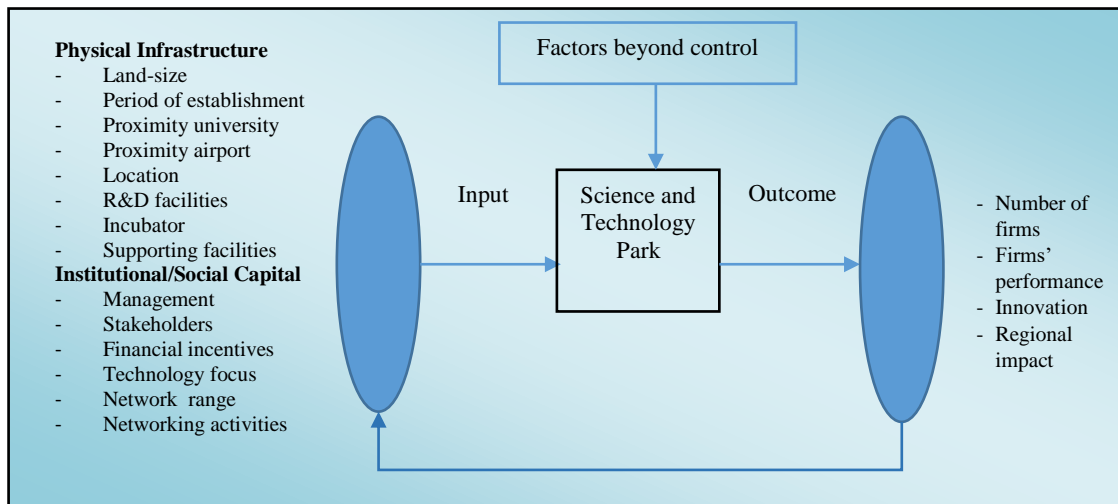 Physical Infrastructure
- Land-size
- Period of establishment
- Proximity university
- Proximity airport
- Location
- R&D facilities
- Incubator
- Supporting facilities
Institutional/Social Capital
- Management
- Stakeholders
- Financial incentives
- Technology focus
- Network range
- Networking activities
Factors beyond control
Input
Science and
Technology
Park
Outcome
- Number of
firms
- Firms'
performance
- Innovation
- Regional
impact